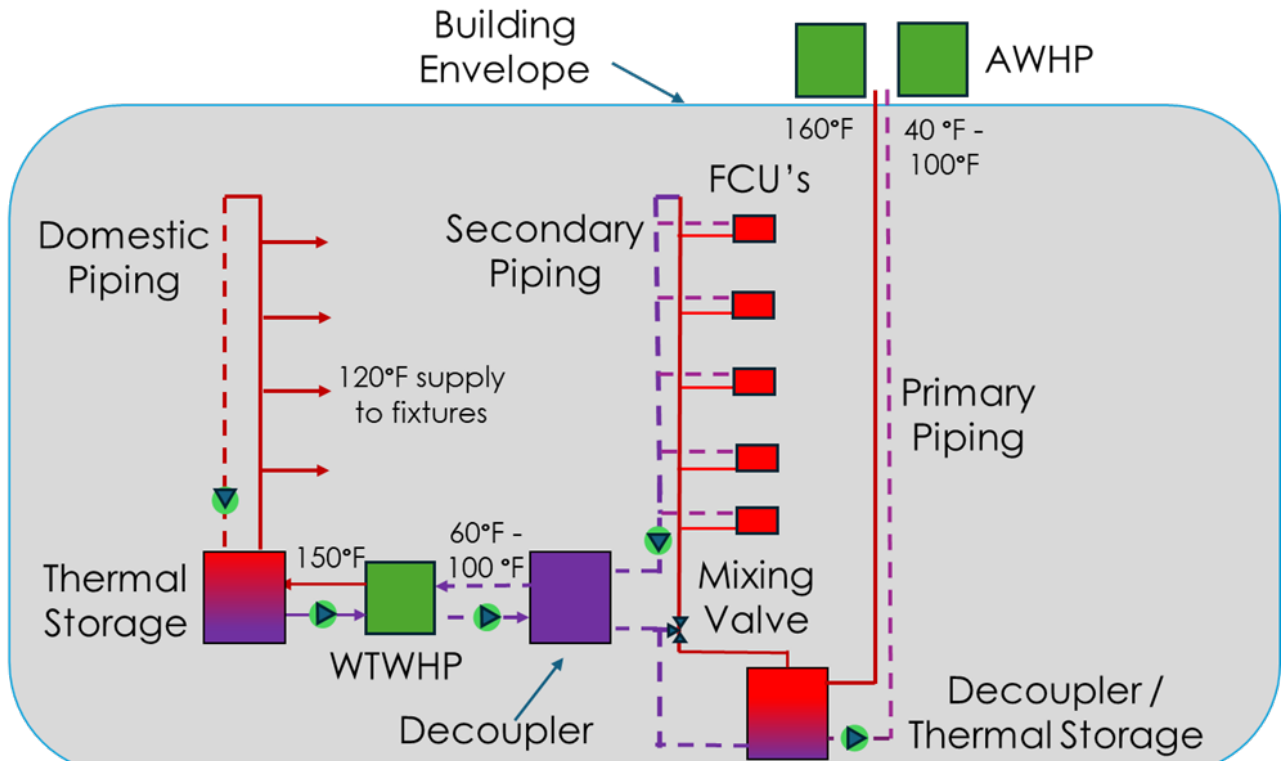 Building
Envelope
AWHP
160°F
40 °F -
100°F
FCU's
Domestic
Piping
Secondary
Piping
120°F supply
to fixtures
Primary
Piping
60°F -
100 °F
150°F
Thermal
Storage
Mixing
Valve
WTWHP
Decoupler
Decoupler /
Thermal Storage